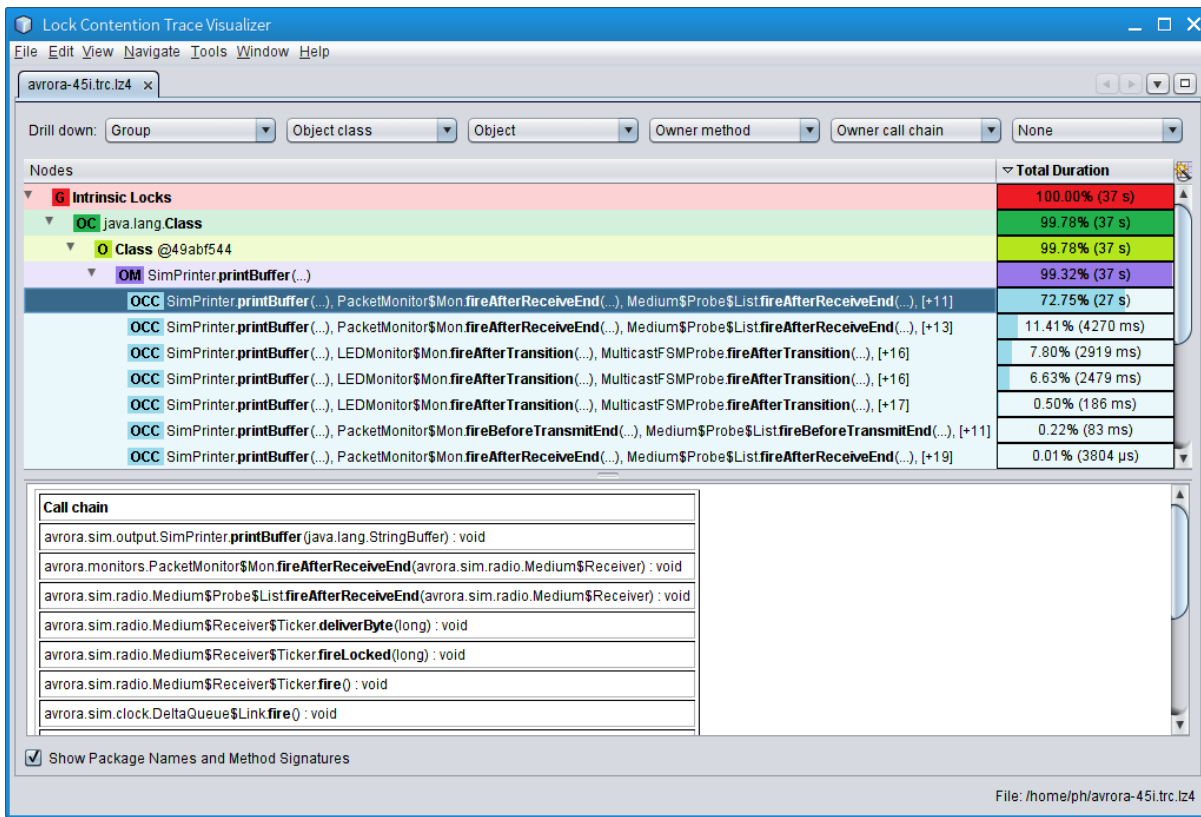 Lock Contention Trace Visualizer
File Edit View Navigate Tools Window Help
avrora-45i.trc.lz4 x
Drill down: Group Object class Object Owner method Owner call chain None
Nodes Total Duration
G Intrinsic Locks 100.00% (37 s)
OC java.lang.Class 99.78% (37 s)
O Class @49abf544 99.78% (37 s)
OM SimPrinter.printBuffer(...) 99.32% (37 s)
OCC SimPrinter.printBuffer(...), PacketMonitor$Mon.fireAfterReceiveEnd(...), Medium$Probe$List.fireAfterReceiveEnd(...), [+11] 72.75% (27 s)
OCC SimPrinter.printBuffer(...), PacketMonitor$Mon.fireAfterReceiveEnd(...), Medium$Probe$List.fireAfterReceiveEnd(...), [+13] 11.41% (4270 ms)
OCC SimPrinter.printBuffer(...), LEDMonitor$Mon.fireAfterTransition(...), MulticastFSMProbe.fireAfterTransition(...), [+16] 7.80% (2919 ms)
OCC SimPrinter.printBuffer(...), LEDMonitor$Mon.fireAfterTransition(...), MulticastFSMProbe.fireAfterTransition(...), [+16] 6.63% (2479 ms)
OCC SimPrinter.printBuffer(...), LEDMonitor$Mon.fireAfterTransition(...), MulticastFSMProbe.fireAfterTransition(...), [+17] 0.50% (186 ms)
OCC SimPrinter.printBuffer(...), PacketMonitor$Mon.fireBeforeTransmitEnd(...), Medium$Probe$List.fireBeforeTransmitEnd(...), [+11] 0.22% (83 ms)
OCC SimPrinter.printBuffer(...), PacketMonitor$Mon.fireAfterReceiveEnd(...), Medium$Probe$List.fireAfterReceiveEnd(...), [+19] 0.01% (3804 µs)
Call chain
avrora.sim.output.SimPrinter.printBuffer(java.lang.StringBuffer) : void
avrora.monitors.PacketMonitor$Mon.fireAfterReceiveEnd(avrora.sim.radio.Medium$Receiver) : void
avrora.sim.radio.Medium$Probe$List.fireAfterReceiveEnd(avrora.sim.radio.Medium$Receiver) : void
avrora.sim.radio.Medium$Receiver$Ticker.deliverByte(long) : void
avrora.sim.radio.Medium$Receiver$Ticker.fireLocked(long) : void
avrora.sim.radio.Medium$Receiver$Ticker.fire() : void
avrora.sim.clock.DeltaQueue$Link.fire() : void
Show Package Names and Method Signatures
File: /home/ph/avrora-45i.trc.lz4